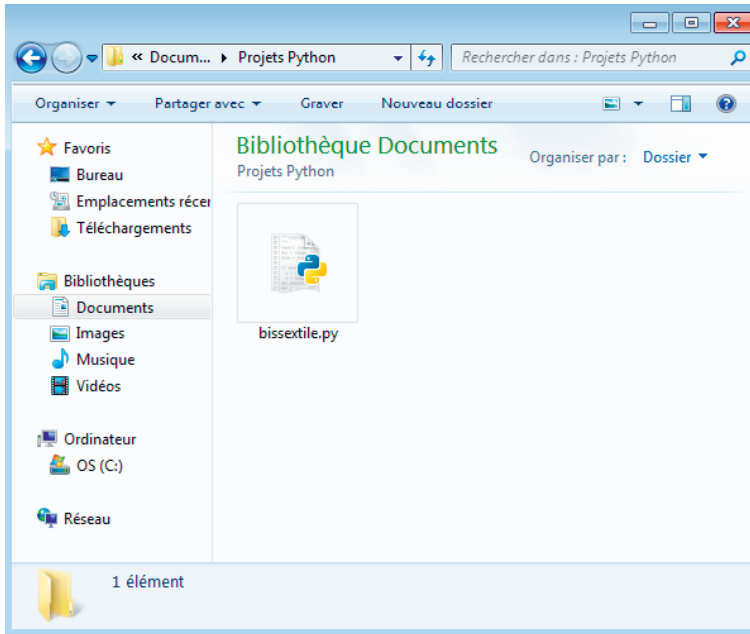 « Docum... Projets Python
Rechercher dans : Projets Python
Organiser Partager avec Graver Nouveau dossier
Favoris
Bureau
Emplacements récer
Téléchargements
Bibliothèques
Documents
Images
Musique
Vidéos
Ordinateur
OS (C:)
Réseau
Bibliothèque Documents
Projets Python
Organiser par : Dossier
bissextile.py
1 élément